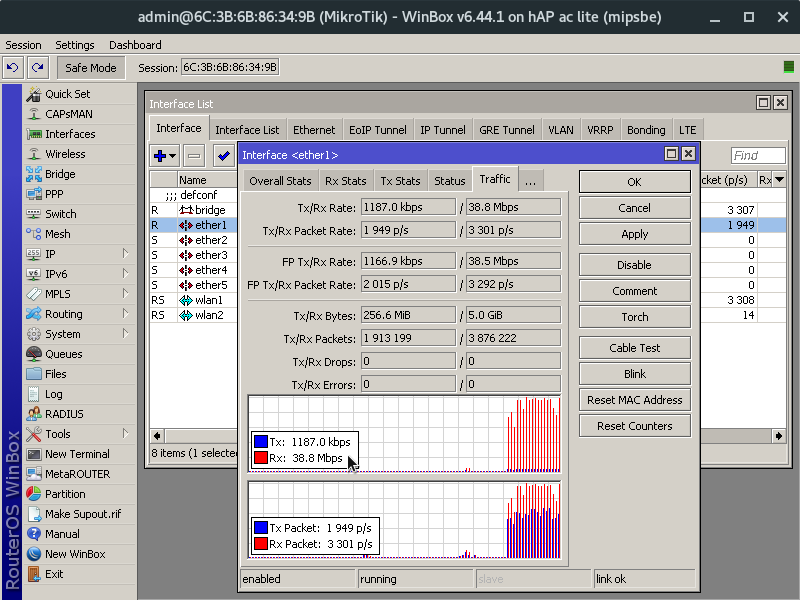 admin@6C:3B:6B:86:34:9B (MikroTik) - WinBox v6.44.1 on hAP ac lite (mipsbe)
Session Settings Dashboard
Safe Mode Session: 6C:3B:6B:86:34:9B
RouterOS WinBox
Quick Set
CAPsMAN
Interfaces
Wireless
Bridge
PPP
Switch
Mesh
IP
IPv6
MPLS
Routing
System
Queues
Files
Log
RADIUS
Tools
New Terminal
MetaROUTER
Partition
Make Supout.rif
Manual
New WinBox
Exit
Interface List
Interface Interface List Ethernet EoIP Tunnel IP Tunnel GRE Tunnel VLAN VRRP Bonding LTE
Find
Name cket (p/s) Rx
;;; defconf
R bridge 3 307
R ether1 1 949
S ether2 0
S ether3 0
S ether4 0
S ether5 0
RS wlan1 3 308
RS wlan2 14
8 items (1 selected
Interface <ether1>
Overall Stats Rx Stats Tx Stats Status Traffic ...
Tx/Rx Rate: 1187.0 kbps / 38.8 Mbps
Tx/Rx Packet Rate: 1 949 p/s / 3 301 p/s
FP Tx/Rx Rate: 1166.9 kbps / 38.5 Mbps
FP Tx/Rx Packet Rate: 2 015 p/s / 3 292 p/s
Tx/Rx Bytes: 256.6 MiB / 5.0 GiB
Tx/Rx Packets: 1 913 199 / 3 876 222
Tx/Rx Drops: 0 / 0
Tx/Rx Errors: 0 / 0
Tx: 1187.0 kbps
Rx: 38.8 Mbps
Tx Packet: 1 949 p/s
Rx Packet: 3 301 p/s
OK
Cancel
Apply
Disable
Comment
Torch
Cable Test
Blink
Reset MAC Address
Reset Counters
enabled running slave link ok